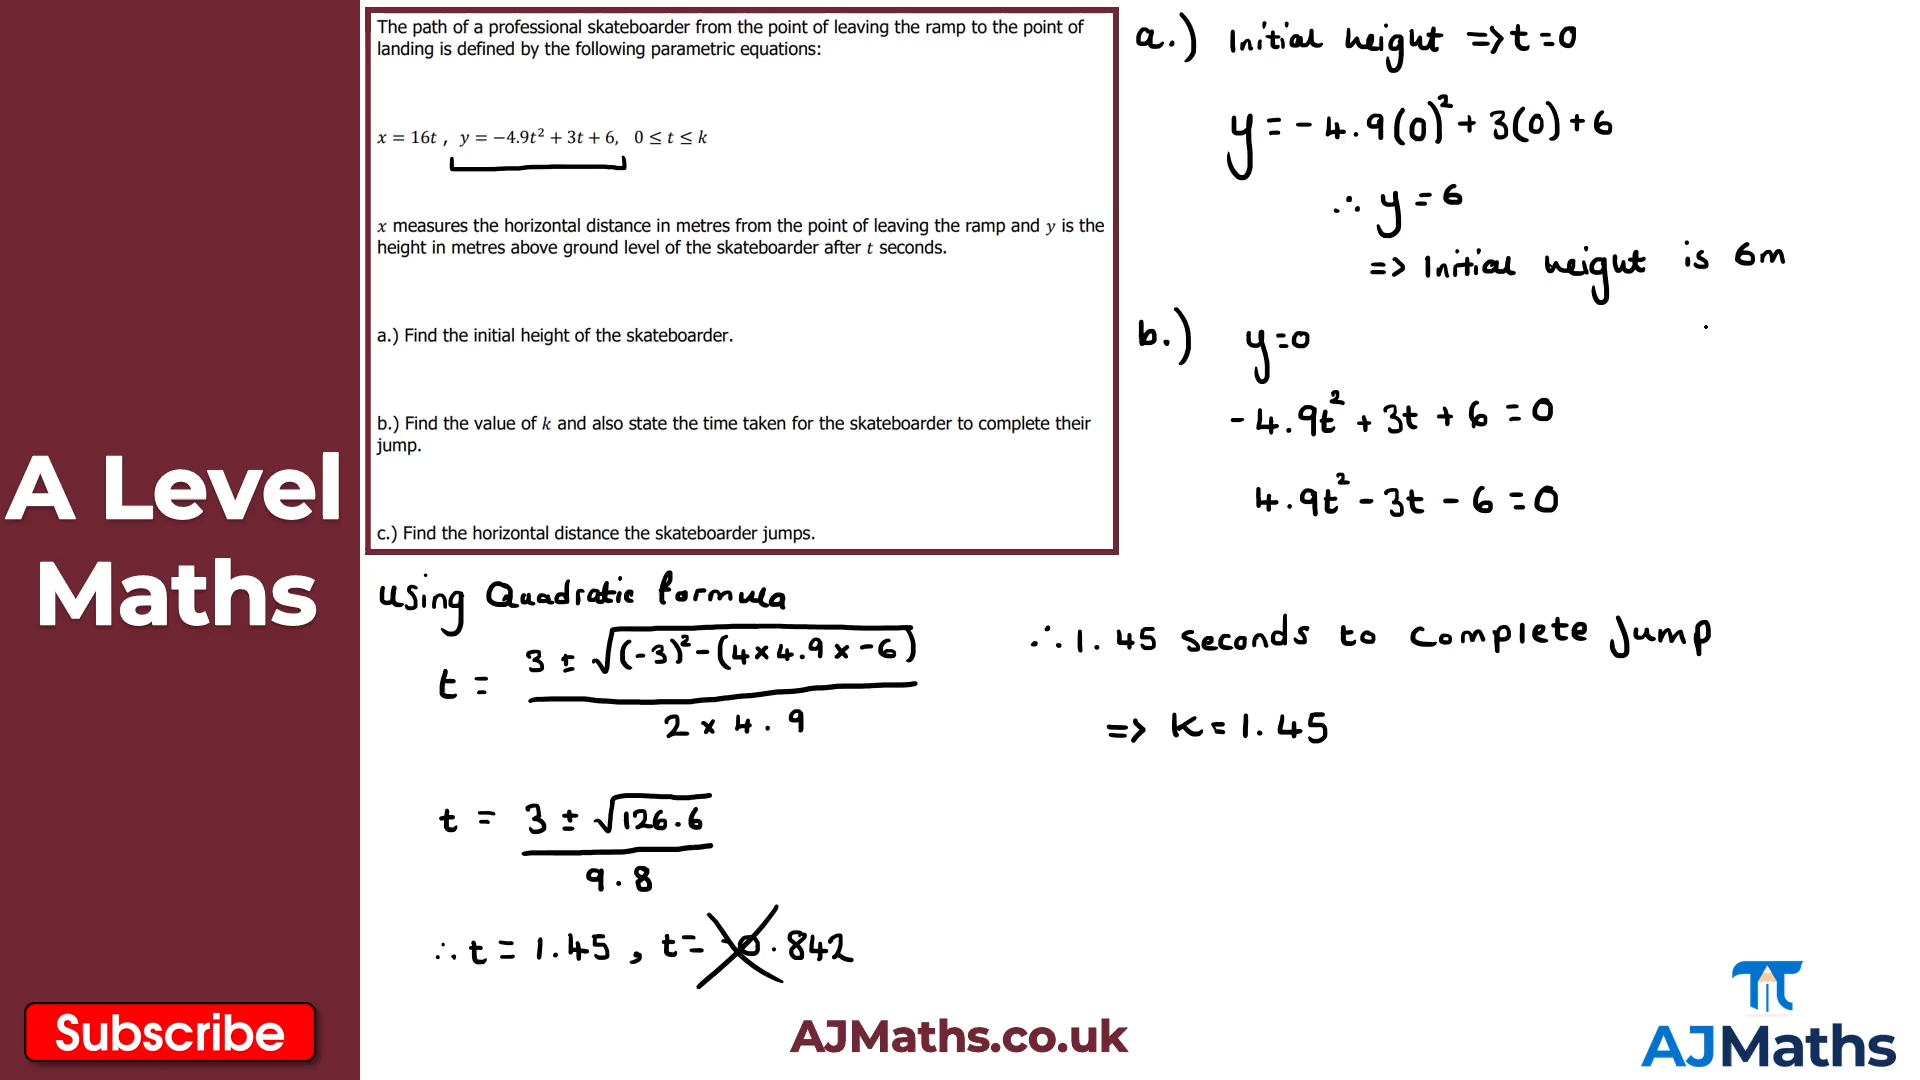 A Level
Maths
Subscribe
The path of a professional skateboarder from the point of leaving the ramp to the point of
landing is defined by the following parametric equations:
x = 16t , y = −4.9t² + 3t + 6, 0 ≤ t ≤ k
x measures the horizontal distance in metres from the point of leaving the ramp and y is the
height in metres above ground level of the skateboarder after t seconds.
a.) Find the initial height of the skateboarder.
b.) Find the value of k and also state the time taken for the skateboarder to complete their
jump.
c.) Find the horizontal distance the skateboarder jumps.
a.) Initial height => t=0
y = -4.9(0)² + 3(0) + 6
∴ y = 6
=> Initial height is 6m
b.) y=0
-4.9t² + 3t + 6 = 0
4.9t² - 3t - 6 = 0
Using Quadratic formula
t = 3 ± √((-3)² - (4 x 4.9 x -6)
2 x 4.9
t = 3 ± √126.6
9.8
∴ t = 1.45 , t = -0.842
∴ 1.45 seconds to complete jump
=> K = 1.45
AJMaths.co.uk
AJMaths